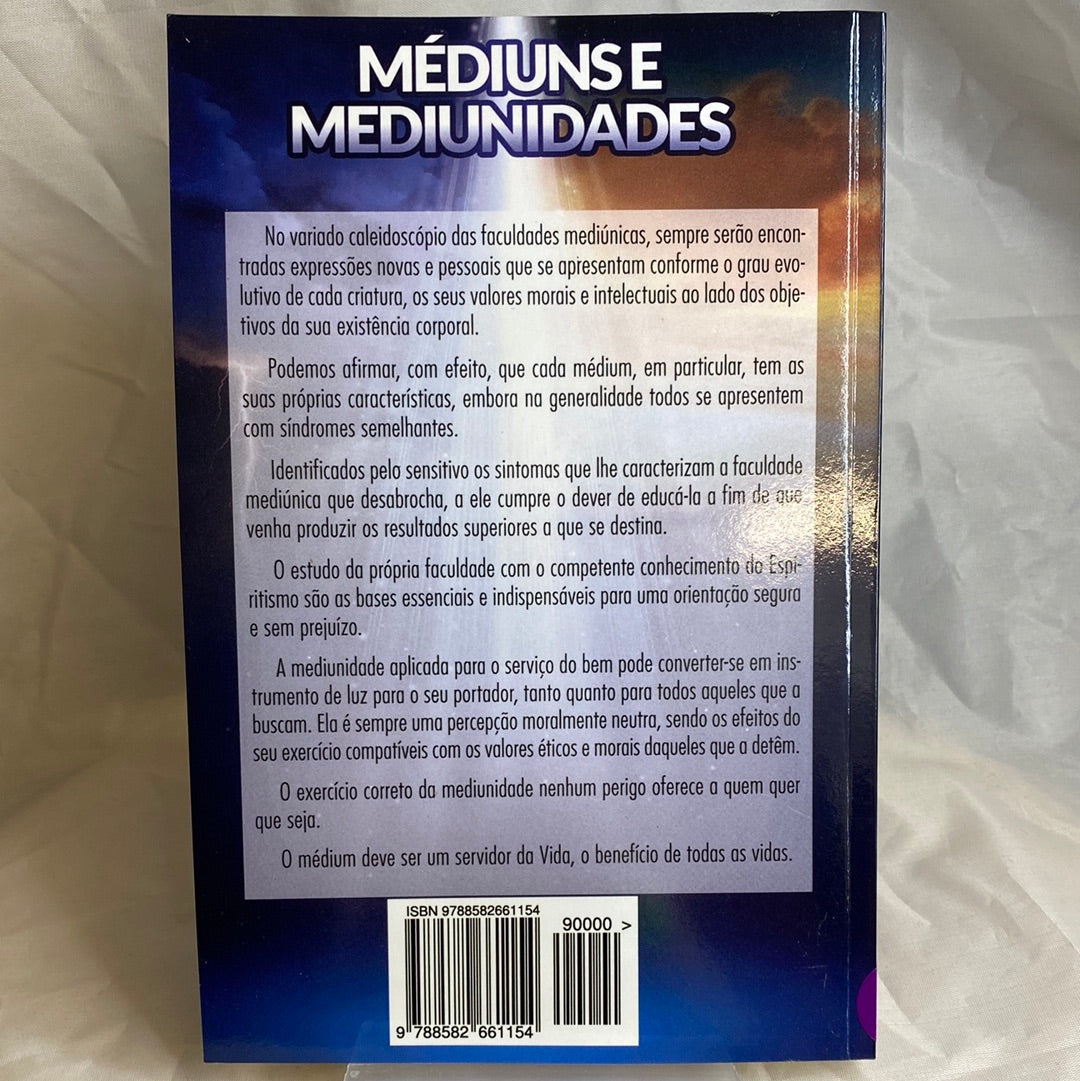 MÉDIUNS E
MEDIUNIDADES
No variado caleidoscópio das faculdades mediúnicas, sempre serão encon-
tradas expressões novas e pessoais que se apresentam conforme o grau evo-
lutivo de cada criatura, os seus valores morais e intelectuais ao lado dos obje-
tivos da sua existência corporal.
Podemos afirmar, com efeito, que cada médium, em particular, tem as
suas próprias características, embora na generalidade todos se apresentem
com síndromes semelhantes.
Identificados pelo sensitivo os sintomas que lhe caracterizam a faculdade
mediúnica que desabrocha, a ele cumpre o dever de educá-la a fim de que
venha produzir os resultados superiores a que se destina.
O estudo da própria faculdade com o competente conhecimento do Espi-
ritismo são as bases essenciais e indispensáveis para uma orientação segura
e sem prejuízo.
A mediunidade aplicada para o serviço do bem pode converter-se em ins-
trumento de luz para o seu portador, tanto quanto para todos aqueles que a
buscam. Ela é sempre uma percepção moralmente neutra, sendo os efeitos do
seu exercício compatíveis com os valores éticos e morais daqueles que a detêm.
O exercício correto da mediunidade nenhum perigo oferece a quem quer
que seja.
O médium deve ser um servidor da Vida, o benefício de todas as vidas.
ISBN 9788582661154
90000 >
9 788582 661154